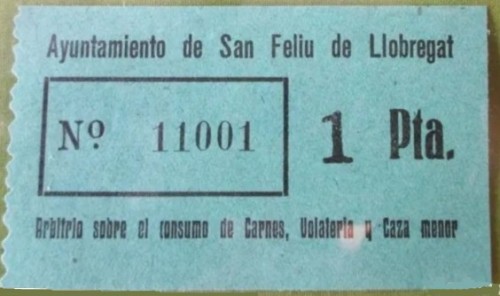 Ayuntamiento de San Feliu de Llobregat
Nº 11001
1 Pta.
Arbitrio sobre el consumo de Carnes, Volatería y Caza menor